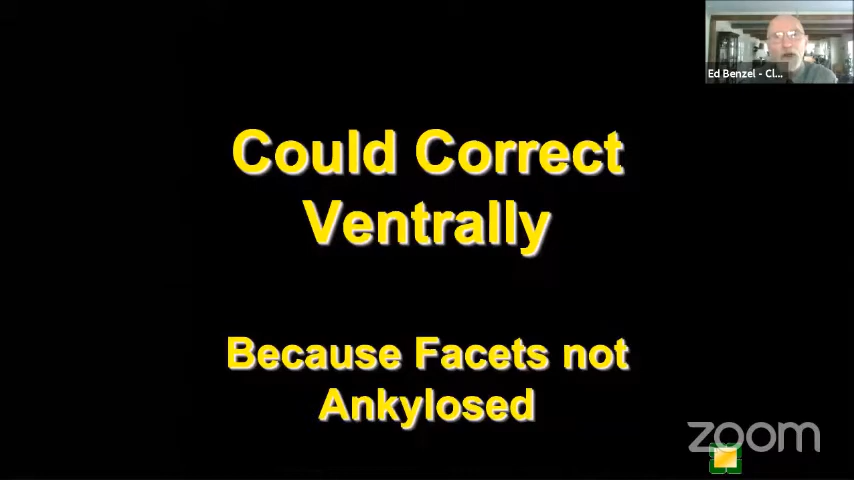 Ed Benzel - Cl...
Could Correct
Ventrally
Because Facets not
Ankylosed
zoom